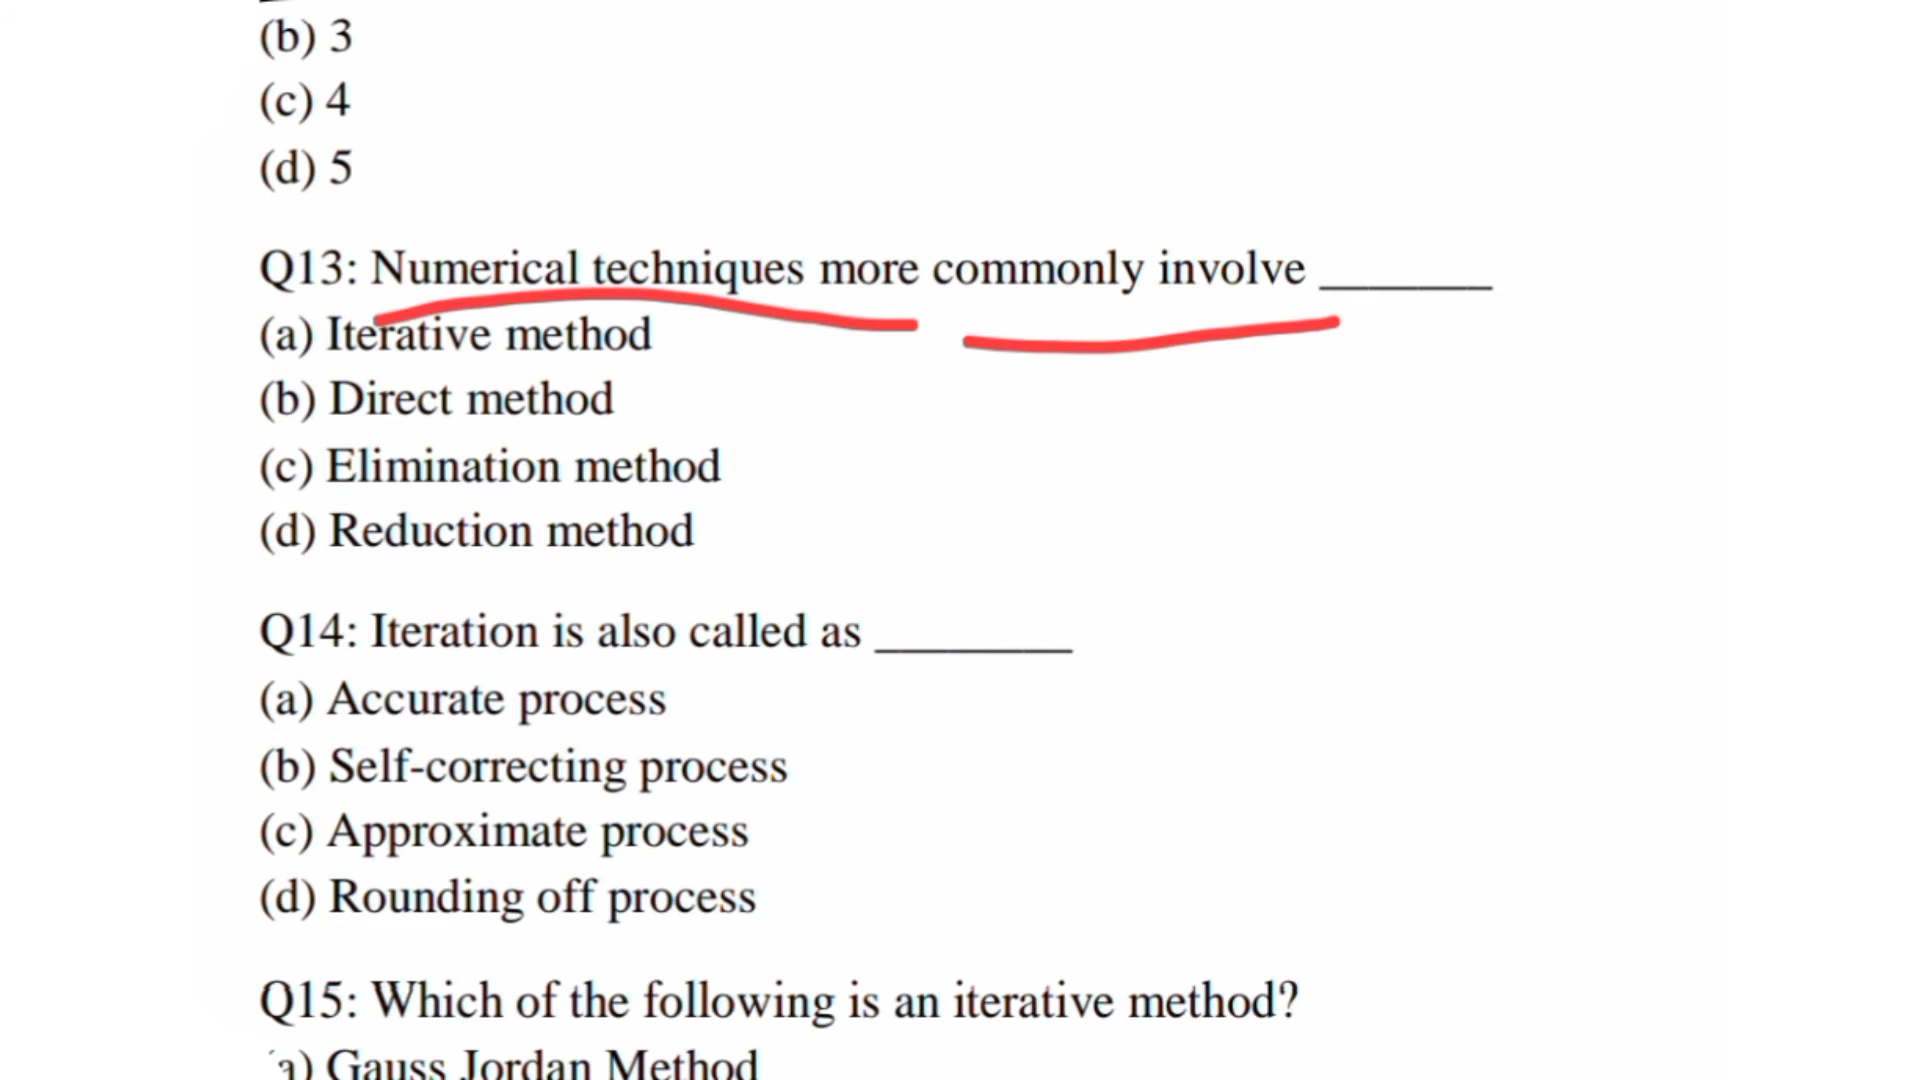 (b) 3
(c) 4
(d) 5
Q13: Numerical techniques more commonly involve _______
(a) Iterative method
(b) Direct method
(c) Elimination method
(d) Reduction method
Q14: Iteration is also called as ________
(a) Accurate process
(b) Self-correcting process
(c) Approximate process
(d) Rounding off process
Q15: Which of the following is an iterative method?
a) Gauss Jordan Method